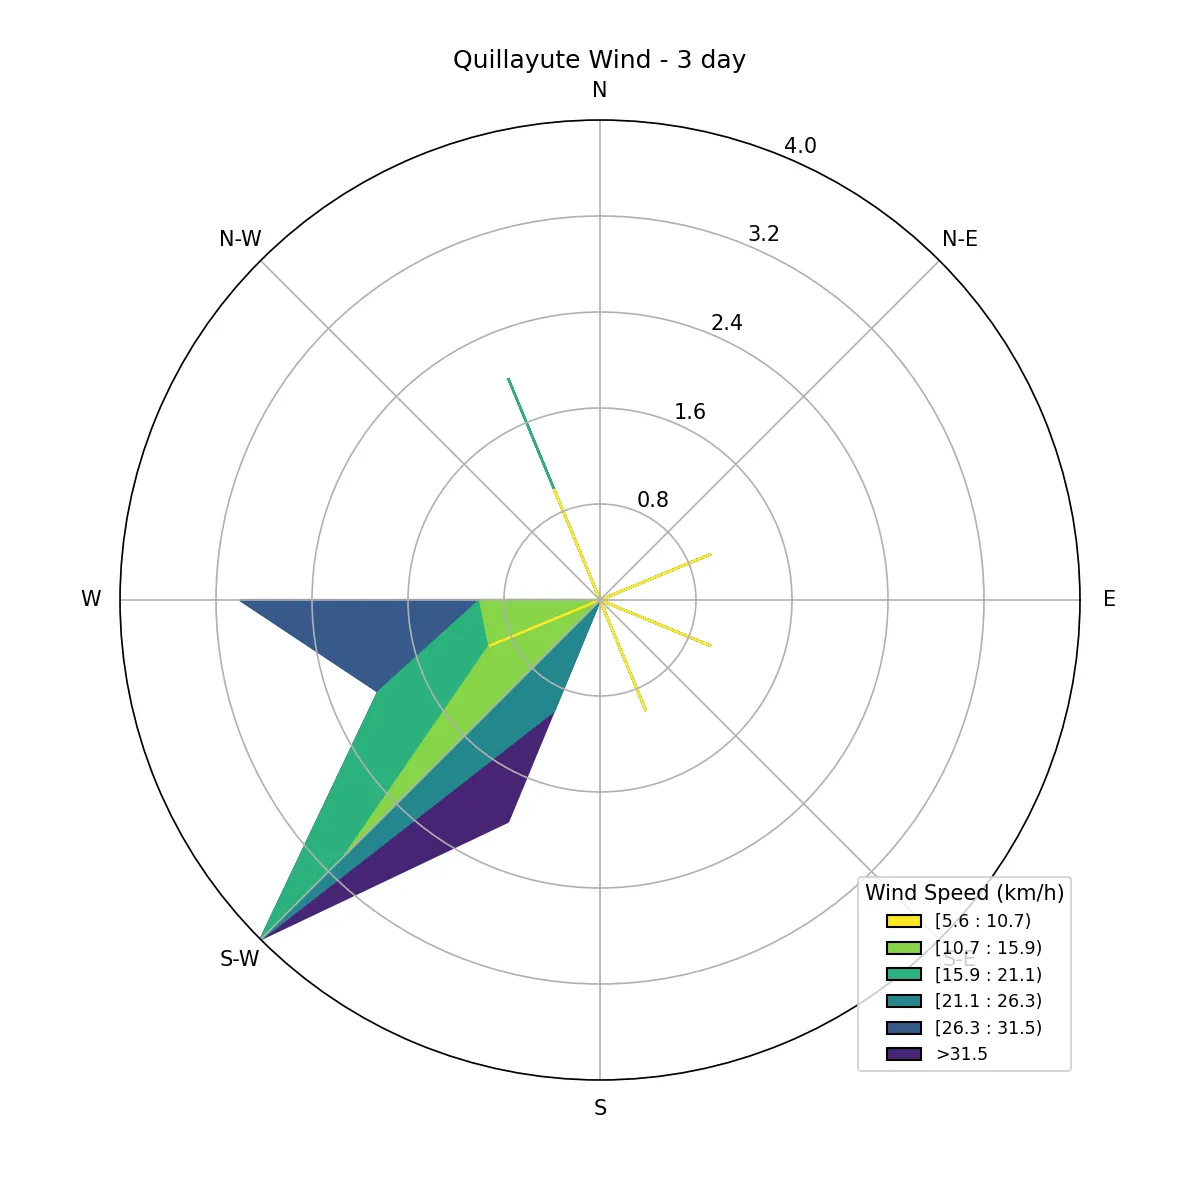 Quillayute Wind - 3 day
N
4.0
N-W
3.2
N-E
2.4
1.6
0.8
W
E
Wind Speed (km/h)
[5.6 : 10.7)
[10.7 : 15.9)
S-W
S-E
[15.9 : 21.1)
[21.1 : 26.3)
[26.3 : 31.5)
>31.5
S